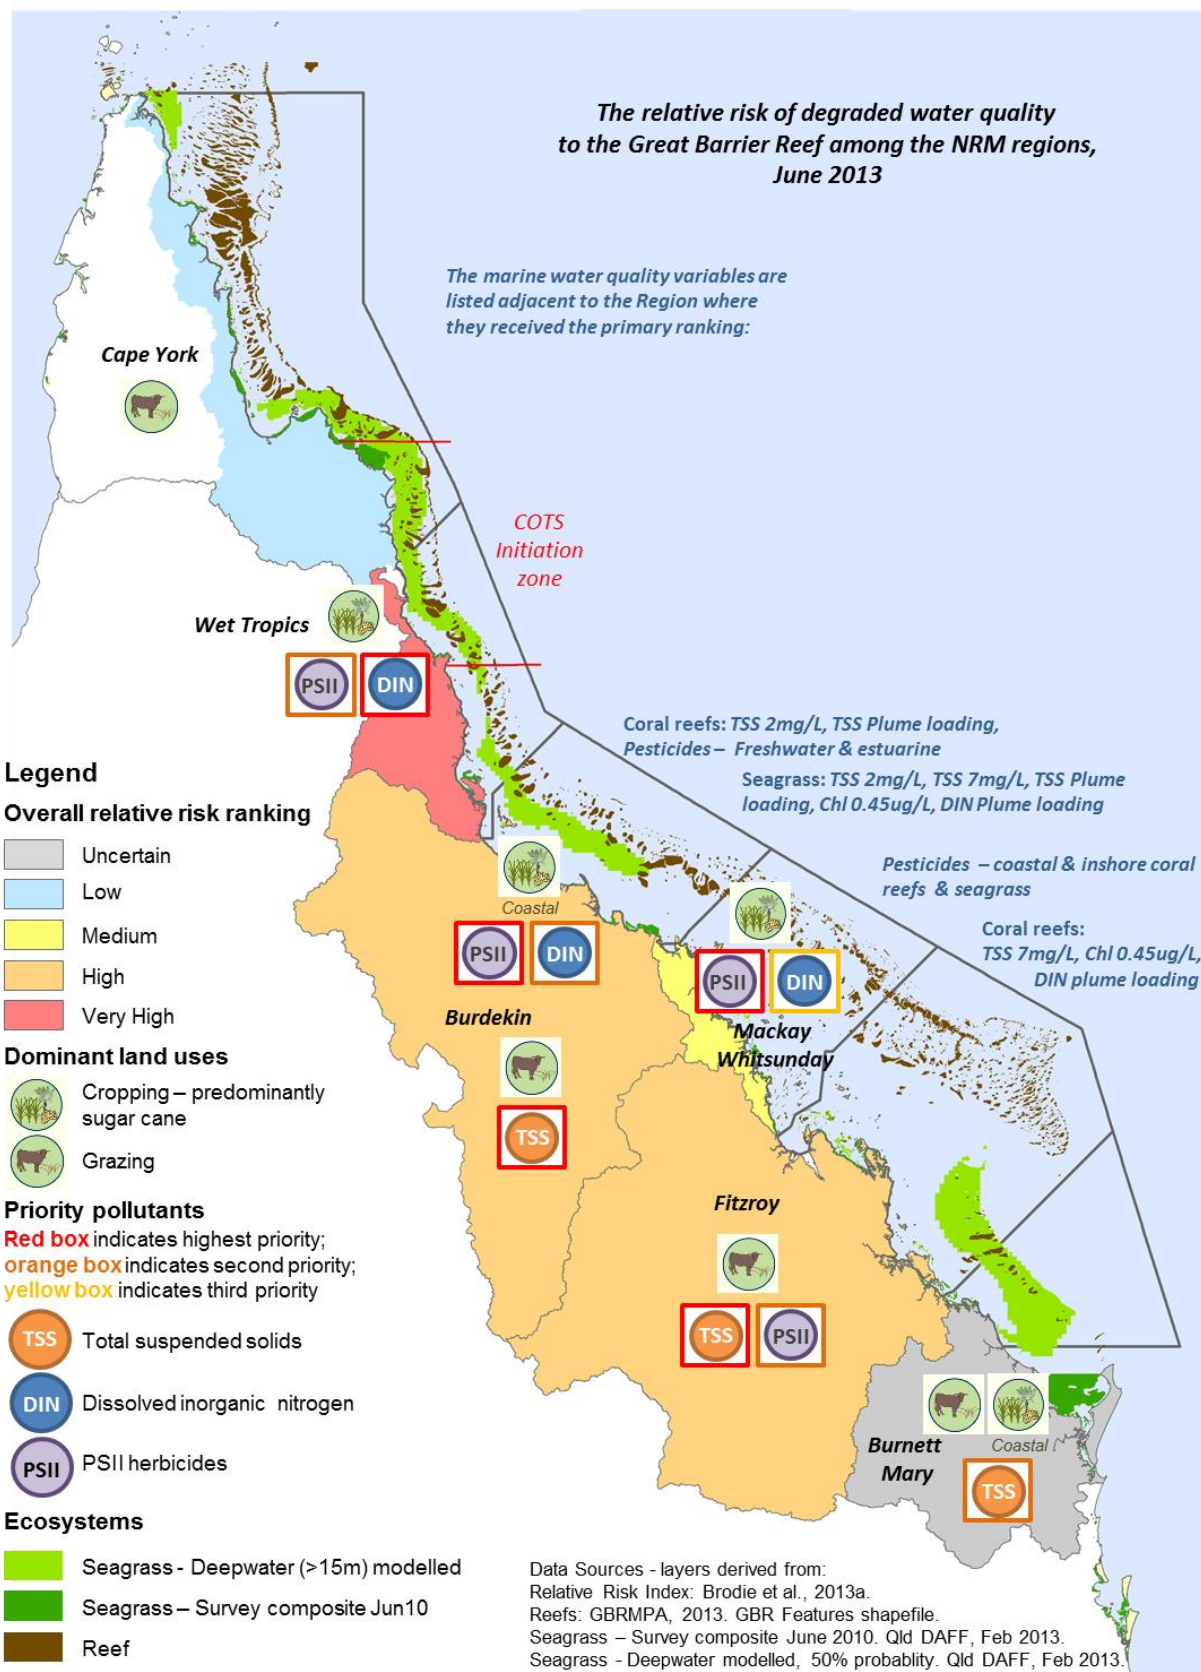 The relative risk of degraded water quality
to the Great Barrier Reef among the NRM regions,
June 2013
The marine water quality variables are
listed adjacent to the Region where
they received the primary ranking:
Cape York
COTS
Initiation
zone
Wet Tropics
PSII
DIN
Coral reefs: TSS 2mg/L, TSS Plume loading,
Pesticides – Freshwater & estuarine
Seagrass: TSS 2mg/L, TSS 7mg/L, TSS Plume
loading, Chl 0.45ug/L, DIN Plume loading
Pesticides – coastal & inshore coral
reefs & seagrass
Coral reefs:
TSS 7mg/L, Chl 0.45ug/L,
DIN plume loading
Coastal
PSII
DIN
Burdekin
TSS
PSII
DIN
Mackay
Whitsunday
Fitzroy
TSS
PSII
Burnett
Mary
Coastal
TSS
Legend
Overall relative risk ranking
Uncertain
Low
Medium
High
Very High
Dominant land uses
Cropping – predominantly
sugar cane
Grazing
Priority pollutants
Red box indicates highest priority;
orange box indicates second priority;
yellow box indicates third priority
TSS Total suspended solids
DIN Dissolved inorganic nitrogen
PSII PSII herbicides
Ecosystems
Seagrass - Deepwater (>15m) modelled
Seagrass – Survey composite Jun10
Reef
Data Sources - layers derived from:
Relative Risk Index: Brodie et al., 2013a.
Reefs: GBRMPA, 2013. GBR Features shapefile.
Seagrass – Survey composite June 2010. Qld DAFF, Feb 2013.
Seagrass - Deepwater modelled, 50% probablity. Qld DAFF, Feb 2013.